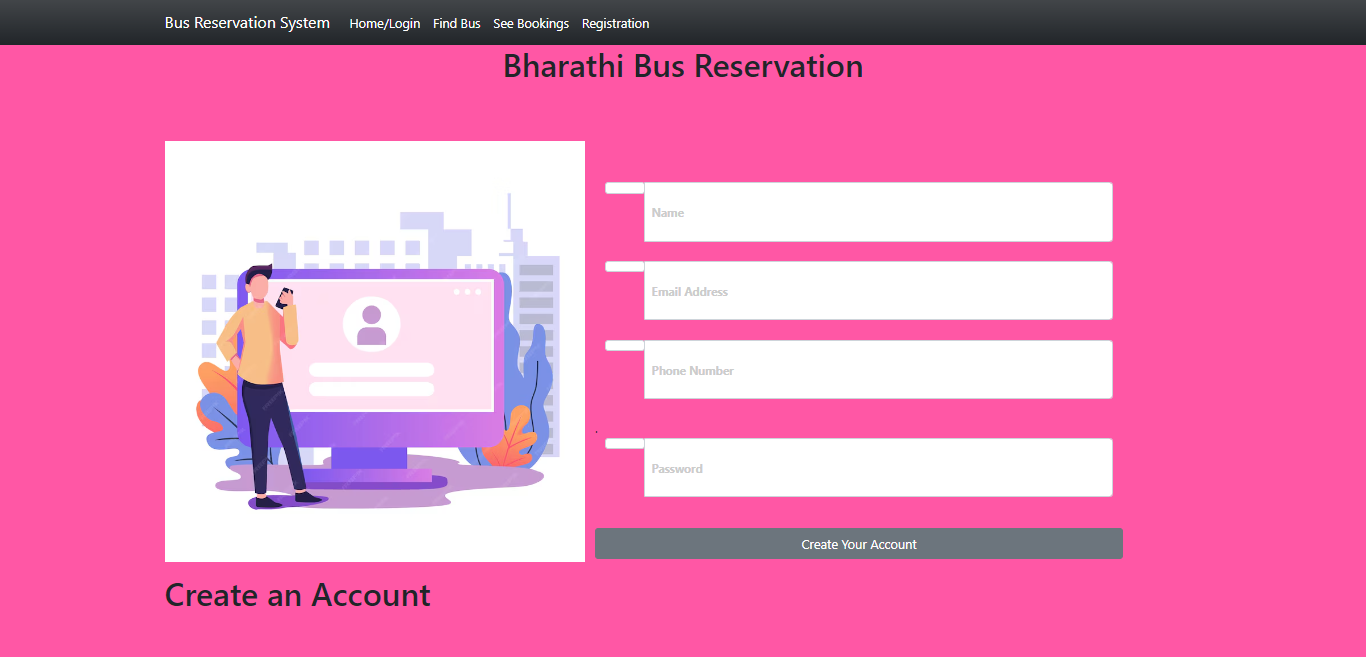 Bus Reservation System Home/Login Find Bus See Bookings Registration
Bharathi Bus Reservation
Name
Email Address
Phone Number
Password
Create Your Account
Create an Account